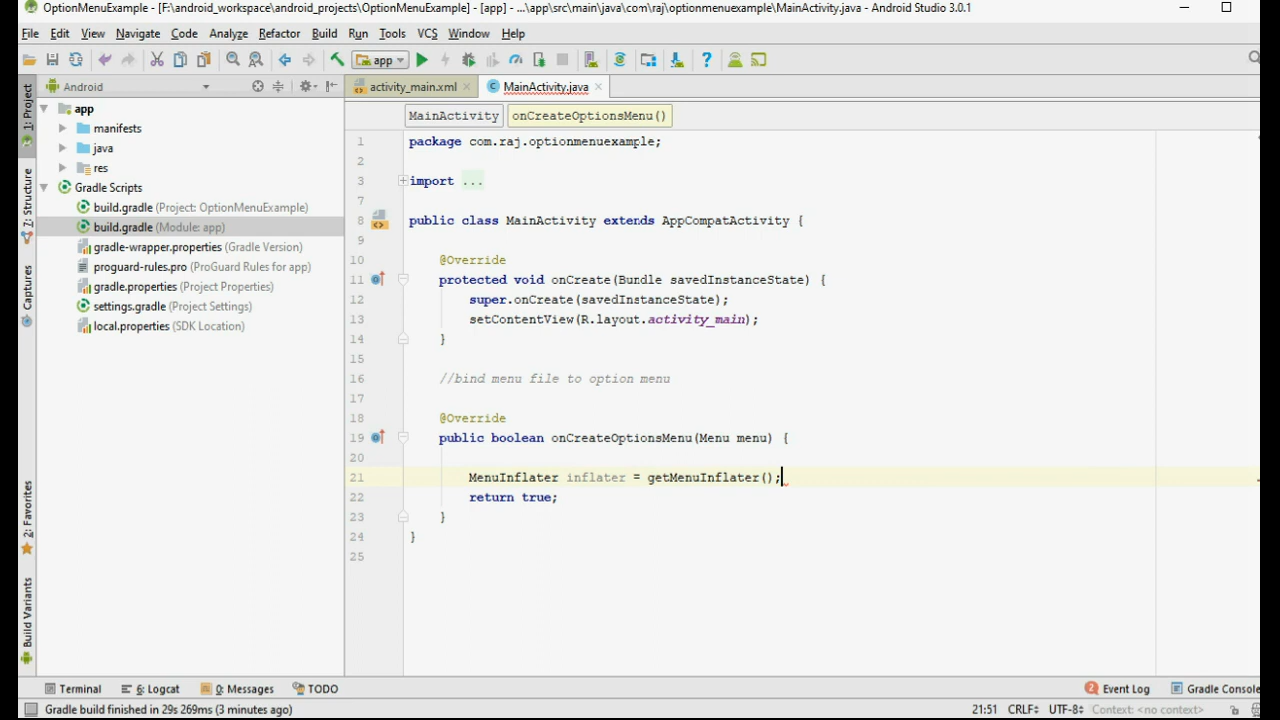 OptionMenuExample - [F:\android_workspace\android_projects\OptionMenuExample] - [app] - ...\app\src\main\java\com\raj\optionmenuexample\MainActivity.java - Android Studio 3.0.1
File Edit View Navigate Code Analyze Refactor Build Run Tools VCS Window Help
app
Android
activity_main.xml
MainActivity.java
1: Project
7: Structure
Captures
2: Favorites
Build Variants
app
manifests
java
res
Gradle Scripts
build.gradle (Project: OptionMenuExample)
build.gradle (Module: app)
gradle-wrapper.properties (Gradle Version)
proguard-rules.pro (ProGuard Rules for app)
gradle.properties (Project Properties)
settings.gradle (Project Settings)
local.properties (SDK Location)
MainActivity onCreateOptionsMenu()
1 package com.raj.optionmenuexample;
2
3 import ...
7
8 public class MainActivity extends AppCompatActivity {
9
10 @Override
11 protected void onCreate(Bundle savedInstanceState) {
12 super.onCreate(savedInstanceState);
13 setContentView(R.layout.activity_main);
14 }
15
16 //bind menu file to option menu
17
18 @Override
19 public boolean onCreateOptionsMenu(Menu menu) {
20
21 MenuInflater inflater = getMenuInflater();
22 return true;
23 }
24 }
25
Terminal 6: Logcat 0: Messages TODO 2 Event Log Gradle Console
Gradle build finished in 29s 269ms (3 minutes ago) 21:51 CRLF÷ UTF-8÷ Context: <no context>